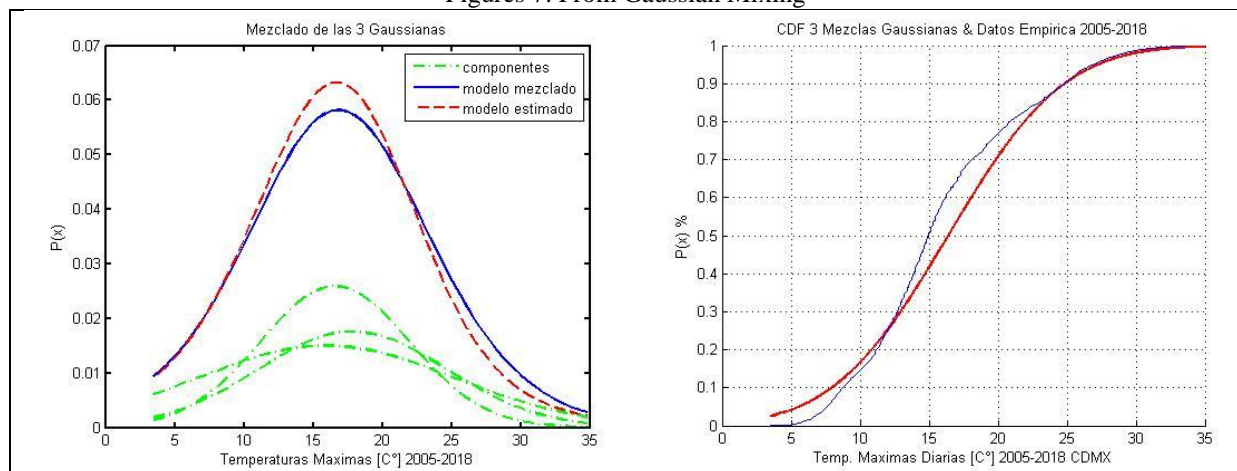 Figures 7. From Gaussian Mixing
Mezclado de las 3 Gaussianas
0.07
0.06
0.05
0.04
0.03
0.02
0.01
0
P(x)
componentes
modelo mezclado
modelo estimado
0 5 10 15 20 25 30 35
Temperaturas Maximas [C°] 2005-2018
CDF 3 Mezclas Gaussianas & Datos Empirica 2005-2018
1
0.9
0.8
0.7
0.6
0.5
0.4
0.3
0.2
0.1
0
P(x) %
0 5 10 15 20 25 30 35
Temp. Maximas Diarias [C°] 2005-2018 CDMX